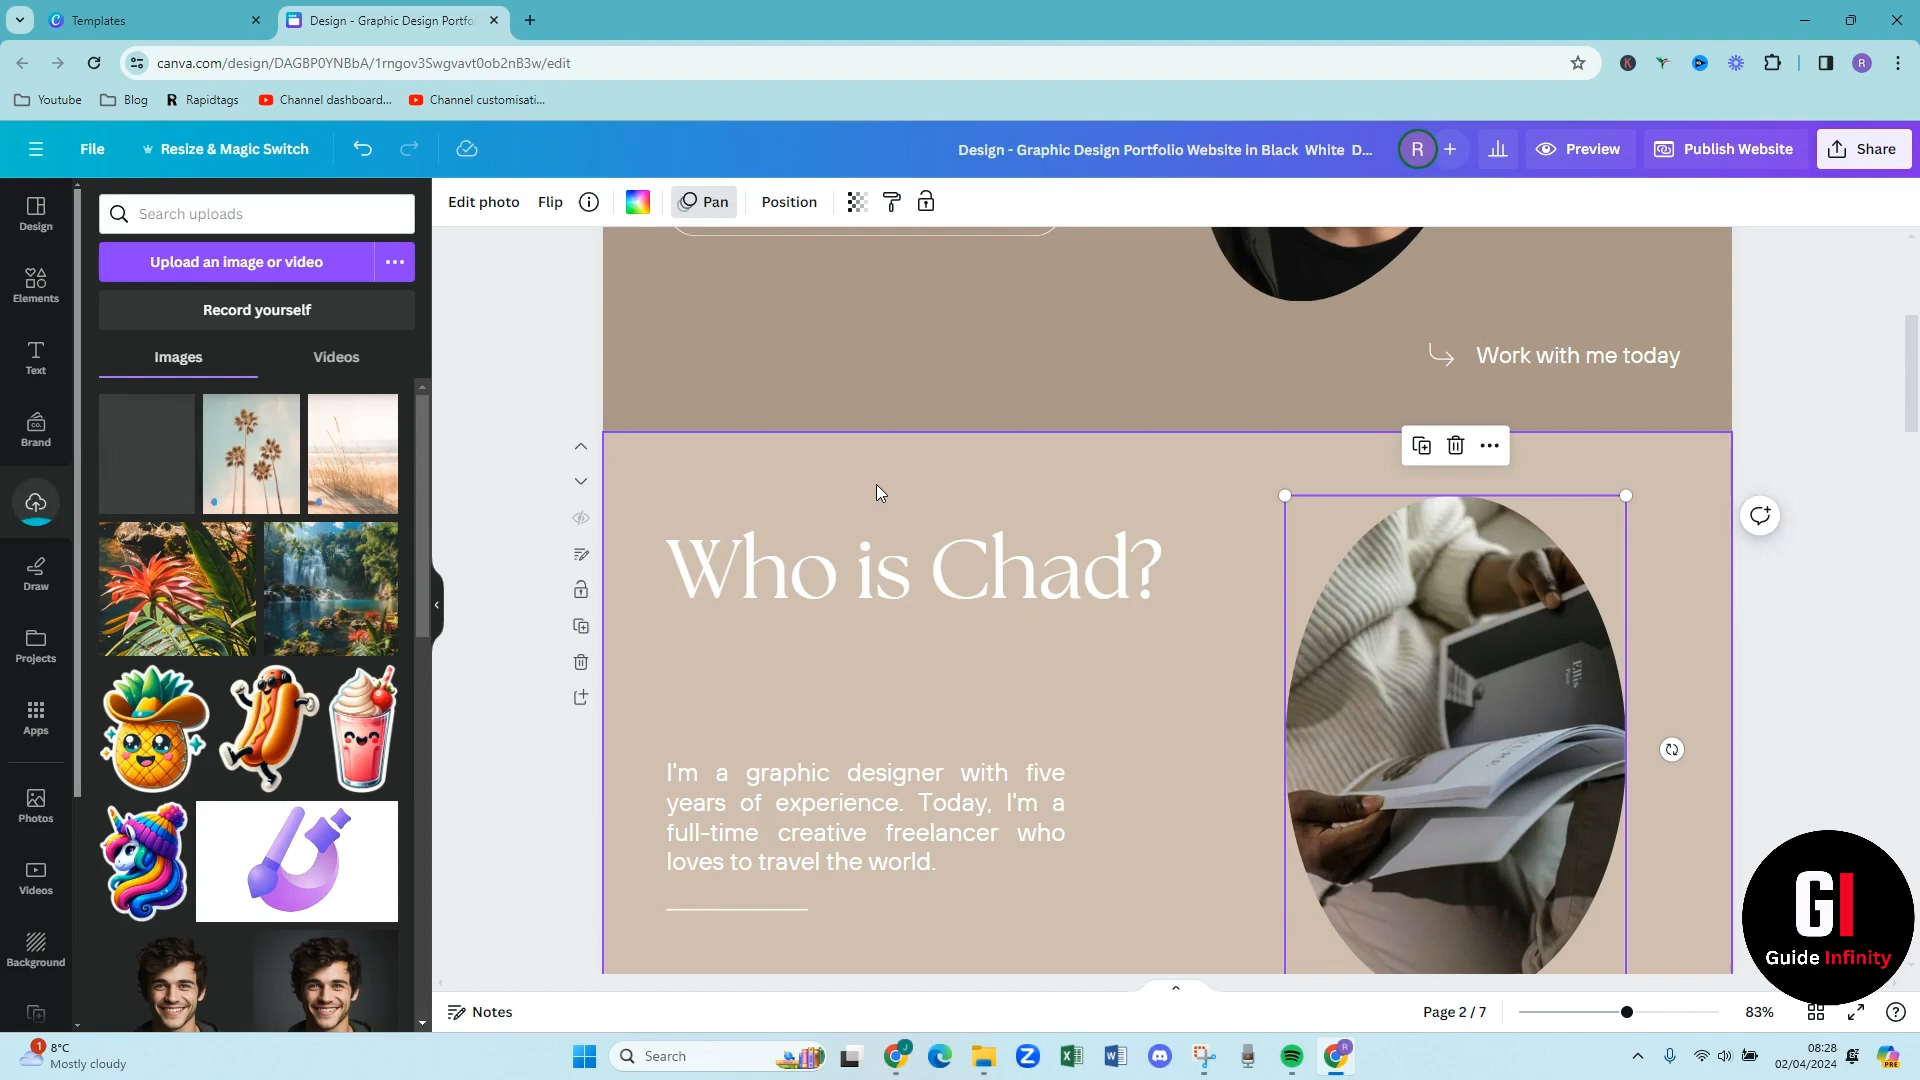 Templates
Design - Graphic Design Portfo
canva.com/design/DAGBP0YNBbA/1rngov3Swgvavt0ob2nB3w/edit
Youtube
Blog
Rapidtags
Channel dashboard...
Channel customisati...
File
Resize & Magic Switch
Design - Graphic Design Portfolio Website in Black White D...
R
Preview
Publish Website
Share
Edit photo
Flip
Pan
Position
Search uploads
Upload an image or video
Record yourself
Images
Videos
Design
Elements
Text
Brand
Draw
Projects
Apps
Photos
Videos
Background
Work with me today
Who is Chad?
I'm a graphic designer with five
years of experience. Today, I'm a
full-time creative freelancer who
loves to travel the world.
Ellis
GI
Guide Infinity
Notes
Page 2 / 7
83%
1
8°C
Mostly cloudy
Search
08:28
02/04/2024